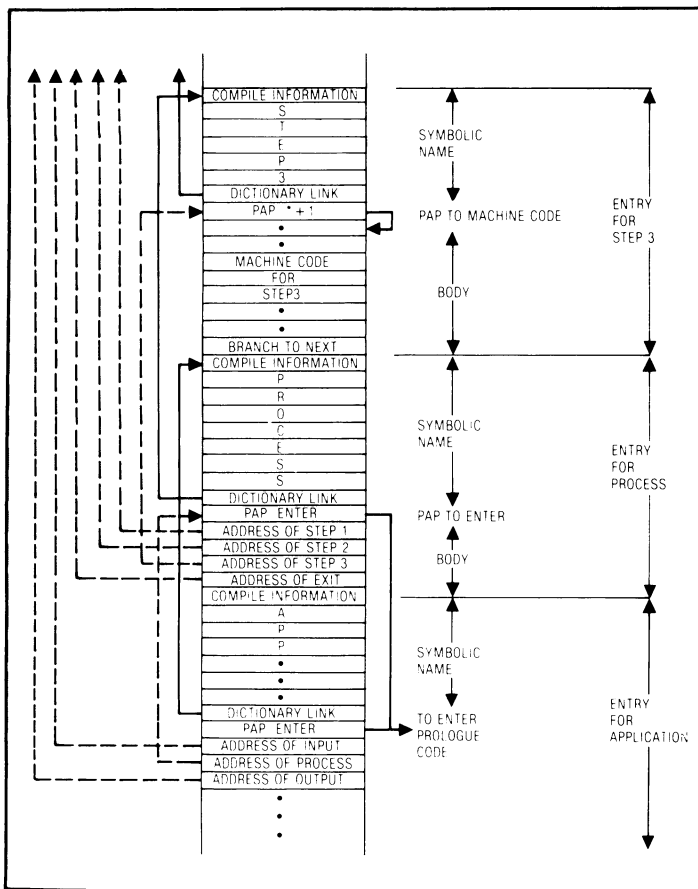 COMPILE INFORMATION
S
T
E
P
3
DICTIONARY LINK
PAP * + 1
•
•
MACHINE CODE
FOR
STEP3
•
•
BRANCH TO NEXT
COMPILE INFORMATION
P
R
O
C
E
S
S
DICTIONARY LINK
PAP ENTER
ADDRESS OF STEP 1
ADDRESS OF STEP 2
ADDRESS OF STEP 3
ADDRESS OF EXIT
COMPILE INFORMATION
A
P
P
•
•
•
DICTIONARY LINK
PAP ENTER
ADDRESS OF INPUT
ADDRESS OF PROCESS
ADDRESS OF OUTPUT
•
•
•
SYMBOLIC
NAME
PAP TO MACHINE CODE
BODY
ENTRY
FOR
STEP 3
SYMBOLIC
NAME
PAP TO ENTER
BODY
ENTRY
FOR
PROCESS
SYMBOLIC
NAME
TO ENTER
PROLOGUE
CODE
ENTRY
FOR
APPLICATION